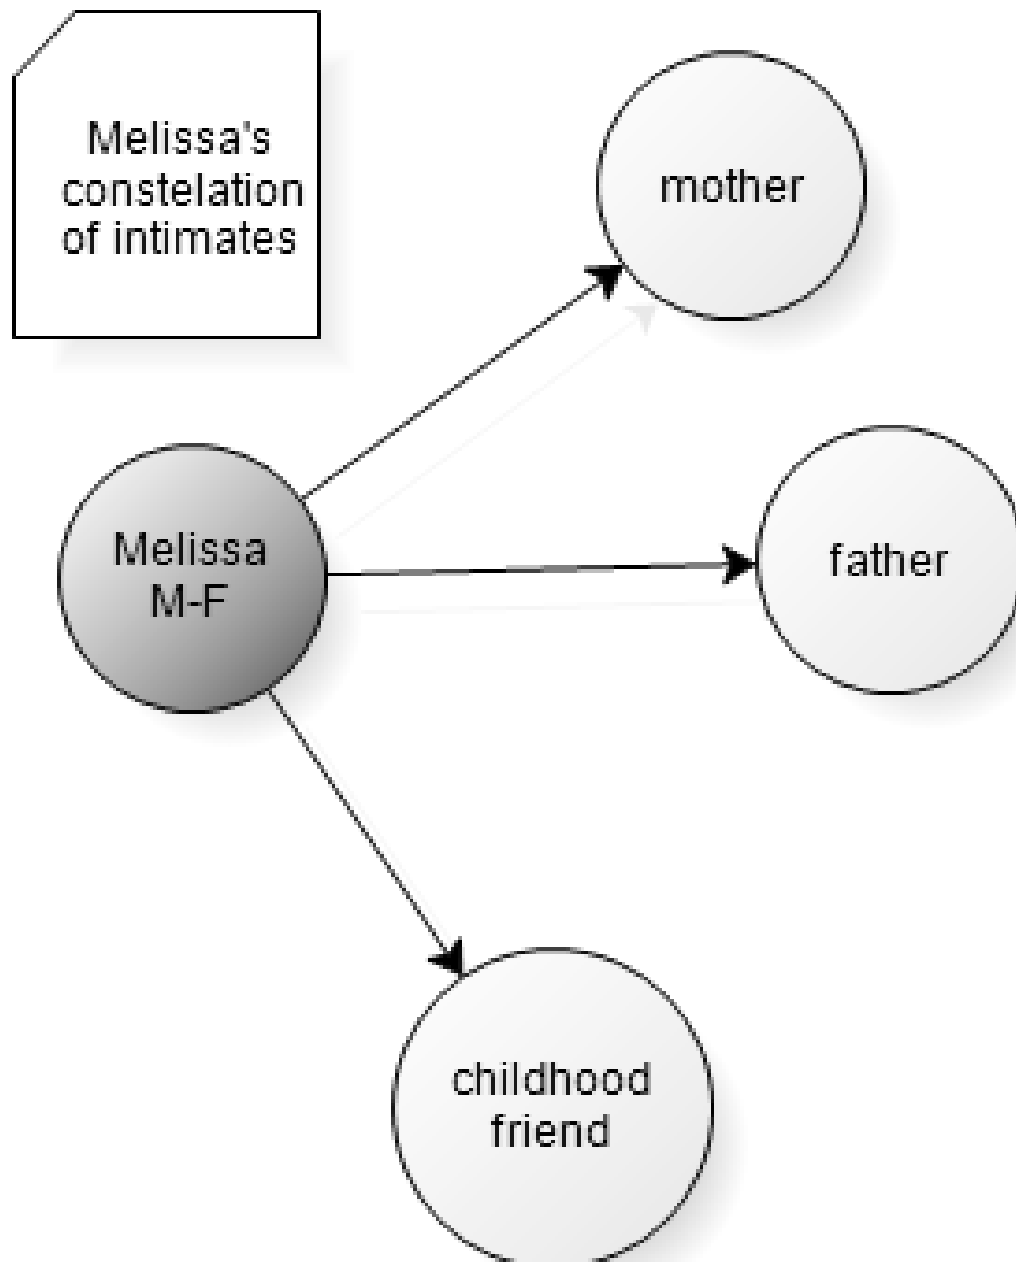 Melissa's
constelation
of intimates
mother
father
Melissa
M-F
childhood
friend